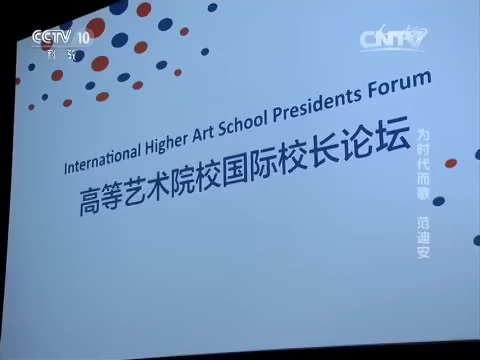 CCTV 10
科教
CNTV
International Higher Art School Presidents Forum
高等艺术院校国际校长论坛
为时代而歌 范迪安